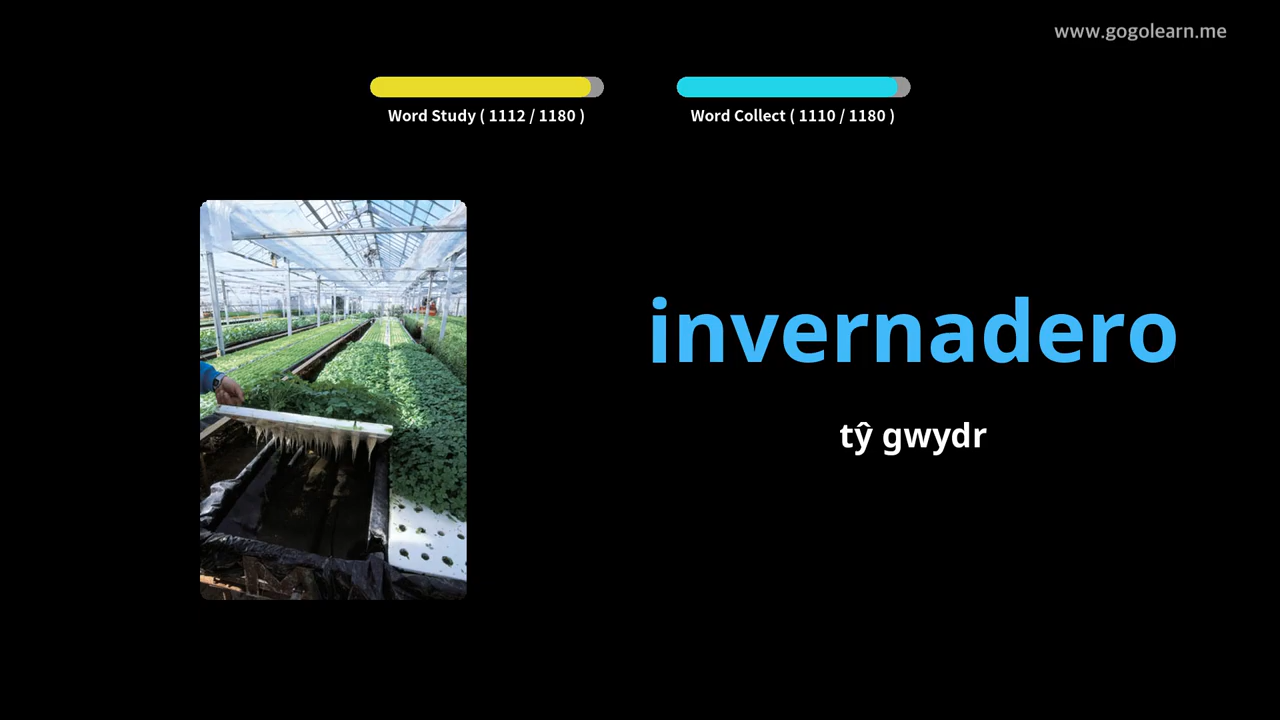 www.gogolearn.me
Word Study ( 1112 / 1180 )
Word Collect ( 1110 / 1180 )
invernadero
tŷ gwydr